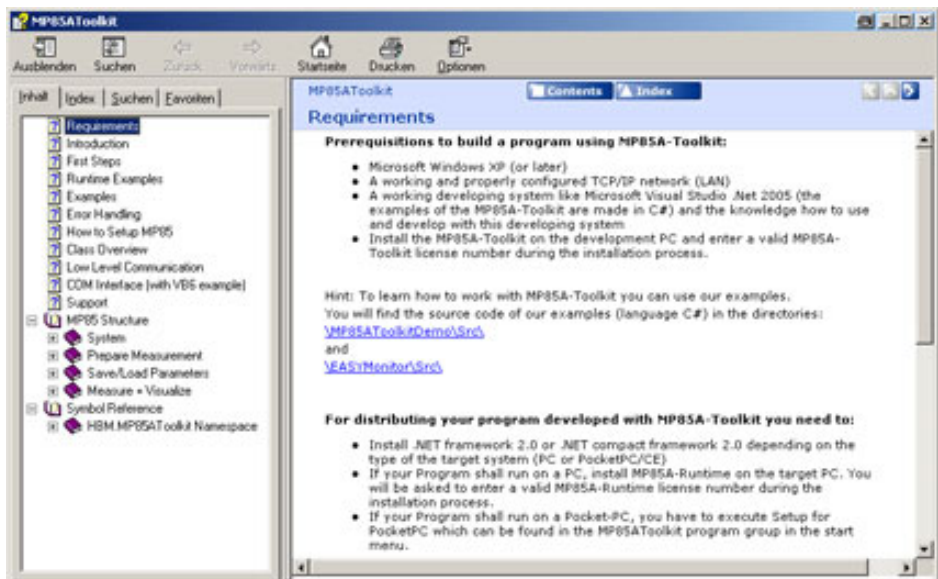 MP85AToolkit
Ausblenden Suchen Zurück Vorwärts Startseite Drucken Optionen
Inhalt Index Suchen Favoriten
Requirements
Introduction
First Steps
Runtime Examples
Examples
Error Handling
How to Setup MP85
Class Overview
Low Level Communication
COM Interface (with VB6 example)
Support
MP85 Structure
System
Prepare Measurement
Save/Load Parameters
Measure + Visualize
Symbol Reference
HBM.MP85AToolkit Namespace
MP85AToolkit Contents Index
Requirements
Prerequisitions to build a program using MP85A-Toolkit:
• Microsoft Windows XP (or later)
• A working and properly configured TCP/IP network (LAN)
• A working developing system like Microsoft Visual Studio .Net 2005 (the
examples of the MP85A-Toolkit are made in C#) and the knowledge how to use
and develop with this developing system
• Install the MP85A-Toolkit on the development PC and enter a valid MP85A-
Toolkit license number during the installation process.
Hint: To learn how to work with MP85A-Toolkit you can use our examples.
You will find the source code of our examples (language C#) in the directories:
\MP85AToolkitDemo\Src\
and
\EASYMonitor\Src\
For distributing your program developed with MP85A-Toolkit you need to:
• Install .NET framework 2.0 or .NET compact framework 2.0 depending on the
type of the target system (PC or PocketPC/CE)
• If your Program shall run on a PC, install MP85A-Runtime on the target PC. You
will be asked to enter a valid MP85A-Runtime license number during the
installation process.
• If your Program shall run on a Pocket-PC, you have to execute Setup for
PocketPC which can be found in the MP85AToolkit program group in the start
menu.